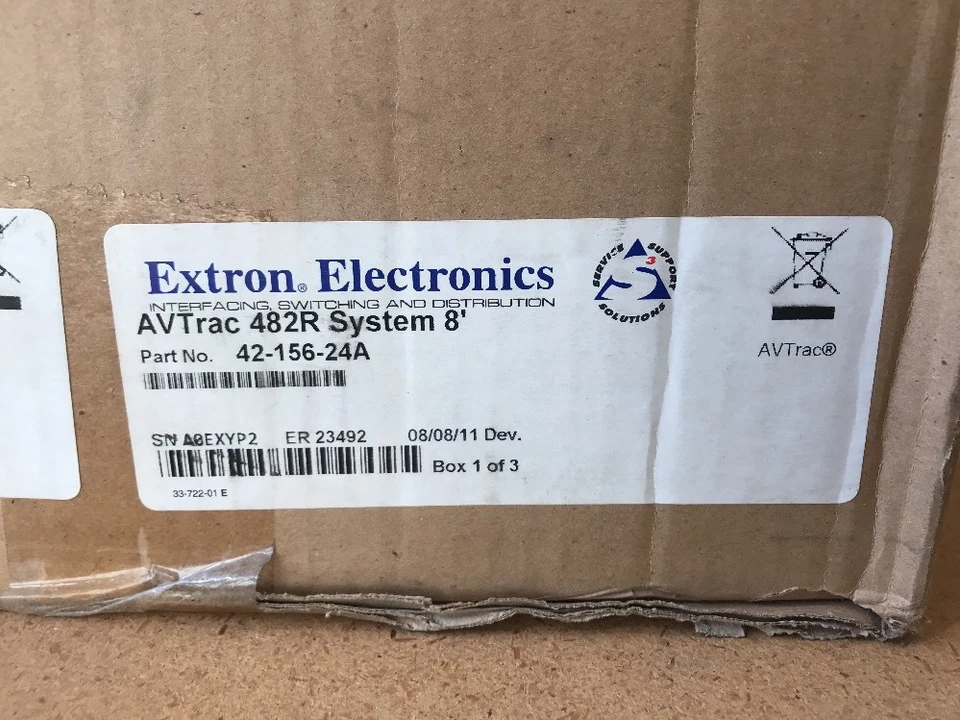 Extron® Electronics
INTERFACING, SWITCHING AND DISTRIBUTION
AVTrac 482R System 8'
Part No. 42-156-24A
SN A0EXYP2 ER 23492 08/08/11 Dev.
Box 1 of 3
33-722-01 E
SERVICE SUPPORT SOLUTIONS
S3
AVTrac®